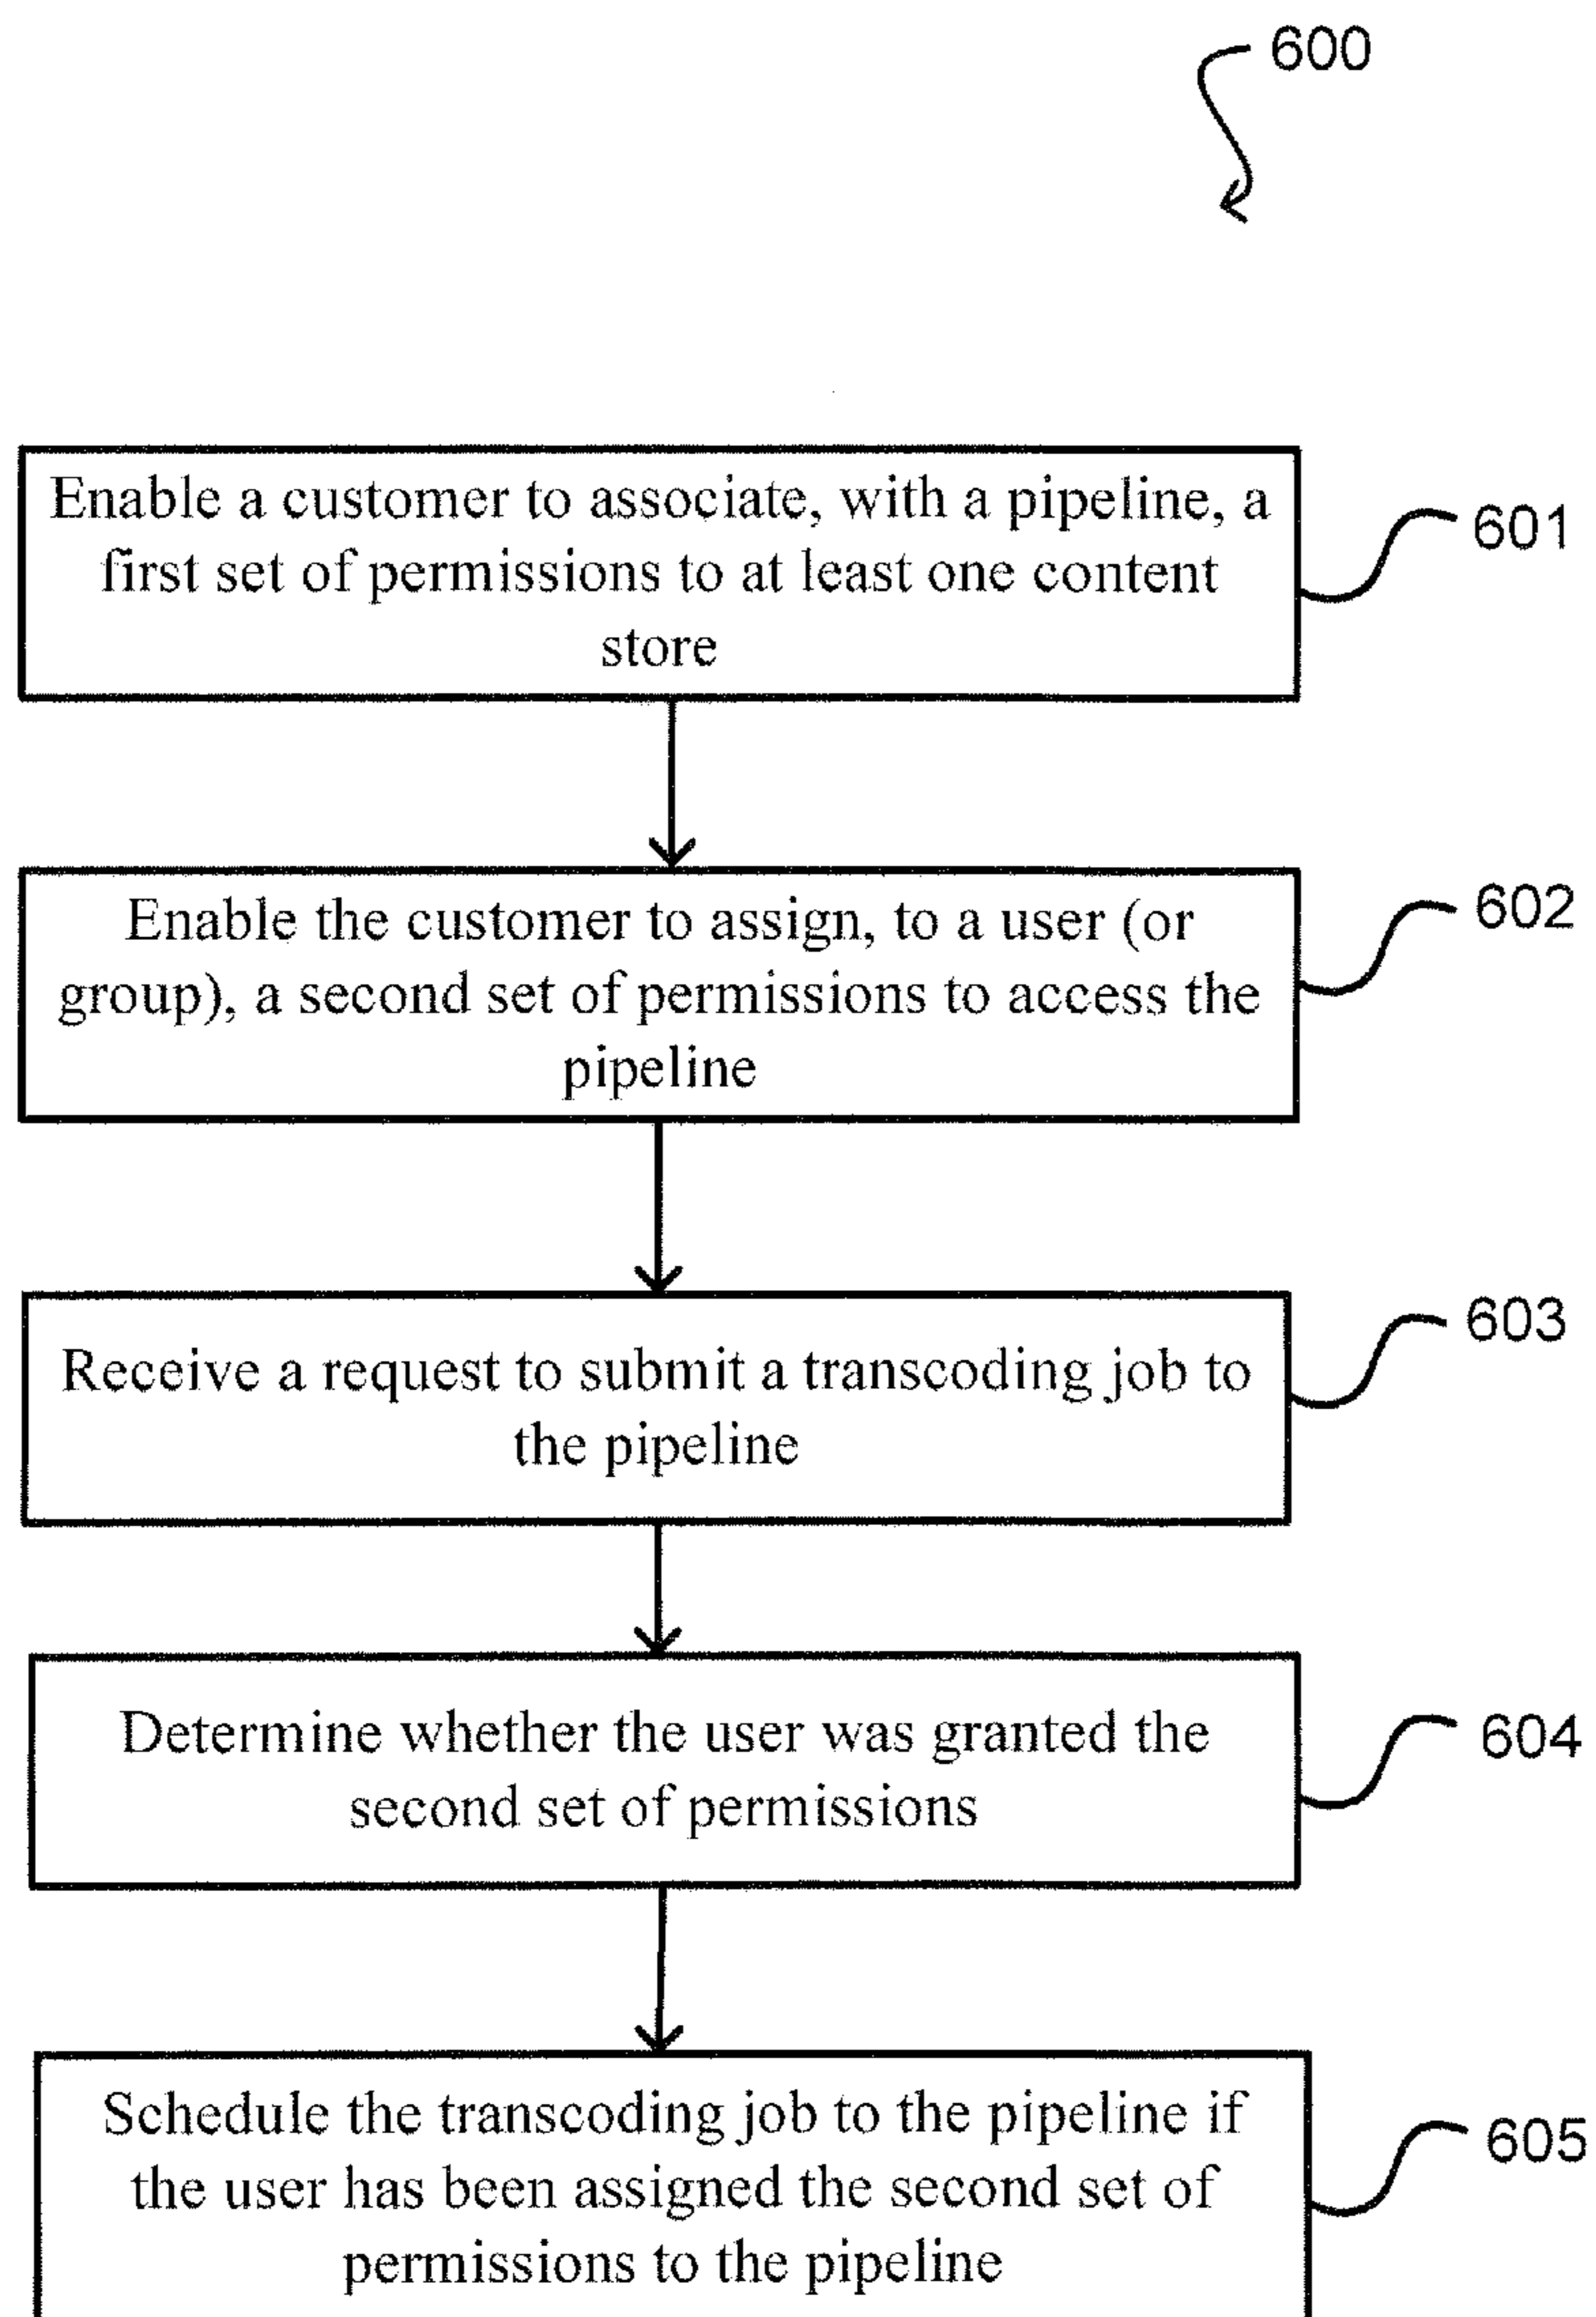 600
Enable a customer to associate, with a pipeline, a
first set of permissions to at least one content
store
601
Enable the customer to assign, to a user (or
group), a second set of permissions to access the
pipeline
602
Receive a request to submit a transcoding job to
the pipeline
603
Determine whether the user was granted the
second set of permissions
604
Schedule the transcoding job to the pipeline if
the user has been assigned the second set of
permissions to the pipeline
605